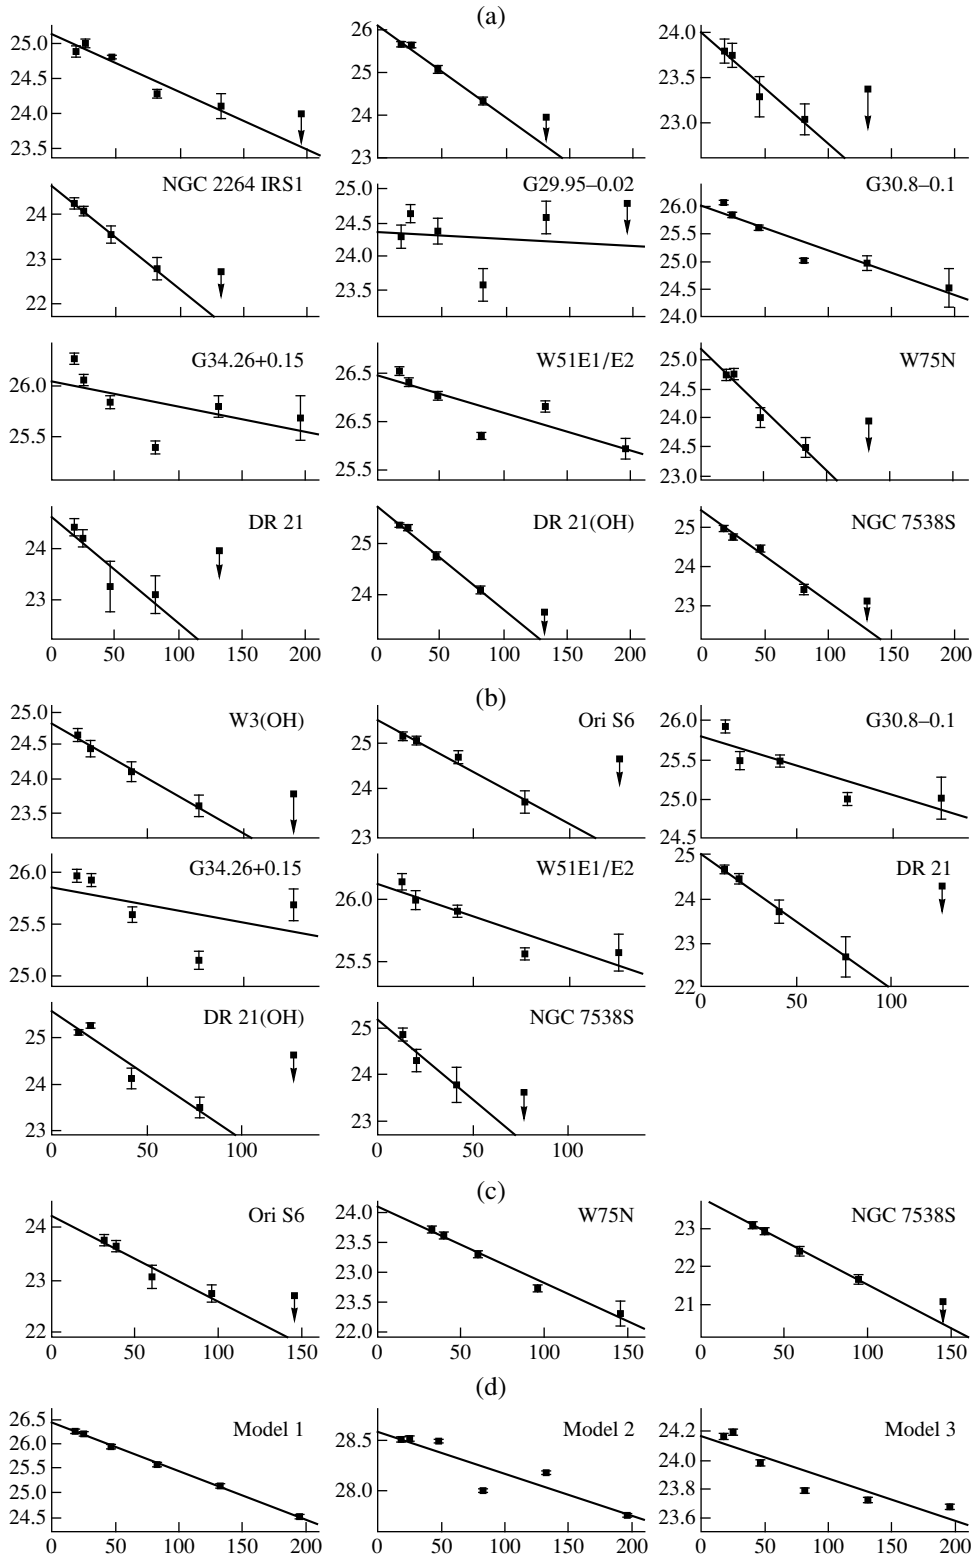 (a)
25.0
24.5
24.0
23.5
26
25
24
23
24.0
23.5
23.0
NGC 2264 IRS1
24
23
22
G29.95–0.02
25.0
24.5
24.0
23.5
G30.8–0.1
26.0
25.5
25.0
24.5
24.0
G34.26+0.15
26.0
25.5
W51E1/E2
26.5
26.5
25.5
W75N
25.0
24.5
24.0
24.5
23.0
DR 21
24
23
0 50 100 150 200
DR 21(OH)
25
24
0 50 100 150 200
NGC 7538S
25
24
23
0 50 100 150 200
(b)
W3(OH)
25.0
24.5
24.0
23.5
Ori S6
25
24
23
G30.8–0.1
26.0
25.5
25.0
24.5
G34.26+0.15
26.0
25.5
25.0
W51E1/E2
26.0
25.5
DR 21
25
24
23
22
0 50 100
DR 21(OH)
25
24
23
0 50 100
NGC 7538S
25
24
23
0 50 100
(c)
Ori S6
24
23
22
0 50 100 150
W75N
24.0
23.5
23.0
22.5
22.0
0 50 100 150
NGC 7538S
23
22
21
0 50 100 150
(d)
Model 1
26.5
26.0
25.5
25.0
24.5
0 50 100 150 200
Model 2
28.5
28.0
0 50 100 150 200
Model 3
24.2
24.0
23.8
23.6
0 50 100 150 200